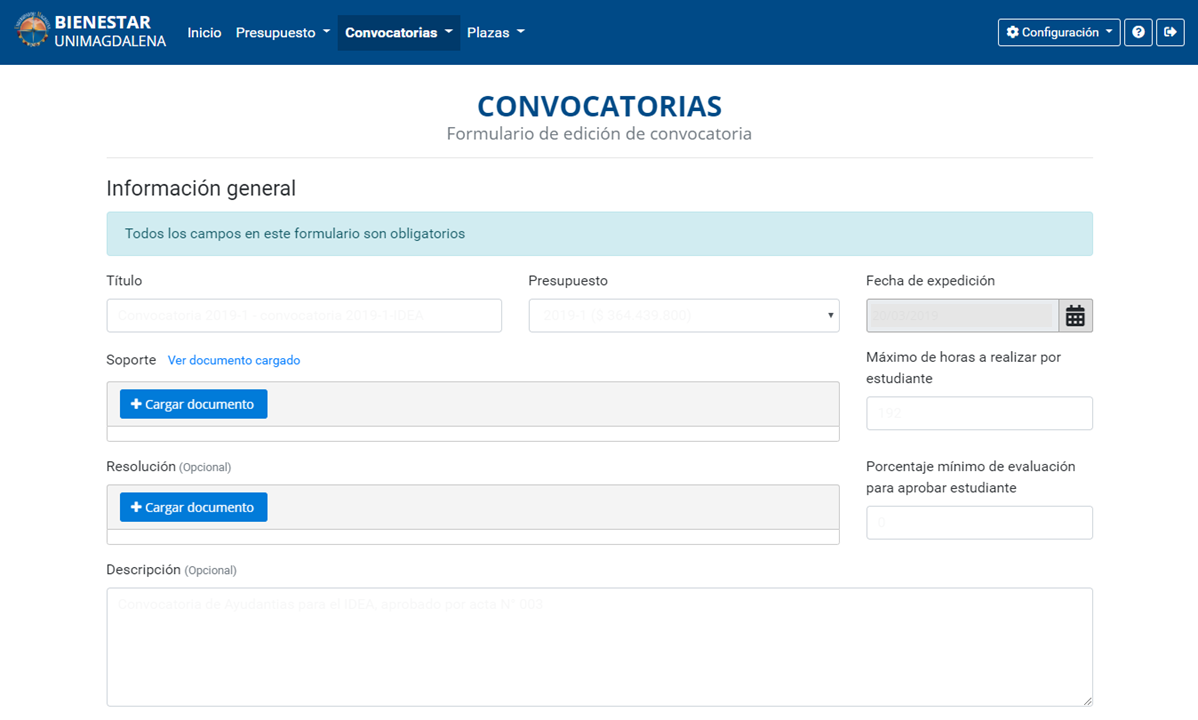 BIENESTAR
UNIMAGDALENA
Inicio Presupuesto Convocatorias Plazas Configuración
CONVOCATORIAS
Formulario de edición de convocatoria
Información general
Todos los campos en este formulario son obligatorios
Título Presupuesto Fecha de expedición
Convocatoria 2019-1 - convocatoria 2019-1-IDEA 2019-1 ($ 364,439,800) 20/03/2019
Soporte Ver documento cargado
Máximo de horas a realizar por
estudiante
Cargar documento
192
Resolución (Opcional)
Porcentaje mínimo de evaluación
para aprobar estudiante
Cargar documento
0
Descripción (Opcional)
Convocatoria de Ayudantias para el IDEA, aprobado por acta N° 003